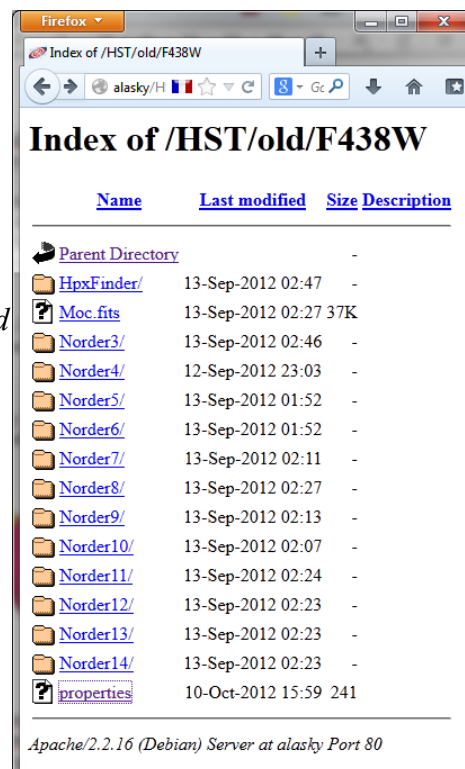 Firefox
Index of /HST/old/F438W
alasky/H
8 Gc
Index of /HST/old/F438W
Name Last modified Size Description
Parent Directory -
HpxFinder/ 13-Sep-2012 02:47 -
Moc.fits 13-Sep-2012 02:27 37K
Norder3/ 13-Sep-2012 02:46 -
Norder4/ 12-Sep-2012 23:03 -
Norder5/ 13-Sep-2012 01:52 -
Norder6/ 13-Sep-2012 01:52 -
Norder7/ 13-Sep-2012 02:11 -
Norder8/ 13-Sep-2012 02:27 -
Norder9/ 13-Sep-2012 02:13 -
Norder10/ 13-Sep-2012 02:07 -
Norder11/ 13-Sep-2012 02:24 -
Norder12/ 13-Sep-2012 02:23 -
Norder13/ 13-Sep-2012 02:23 -
Norder14/ 13-Sep-2012 02:23 -
properties 10-Oct-2012 15:59 241
Apache/2.2.16 (Debian) Server at alasky Port 80